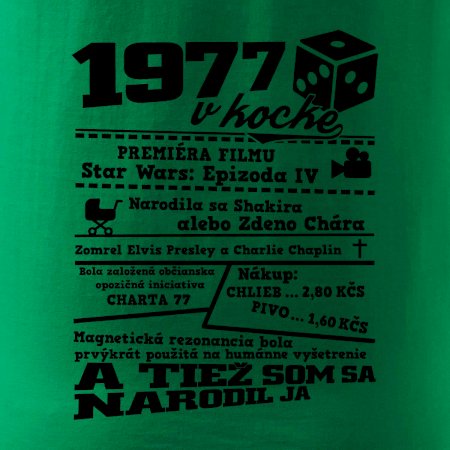 1977
v kocke
PREMIÉRA FILMU
Star Wars: Epizoda IV
Narodila sa Shakira
alebo Zdeno Chára
Zomrel Elvis Presley a Charlie Chaplin
Bola založená občianska
opozičná iniciatíva
CHARTA 77
Nákup:
CHLIEB ... 2,80 KČS
PIVO ... 1,60 KČS
Magnetická rezonancia bola
prvýkrát použitá na humánne vyšetrenie
A TIEŽ SOM SA
NARODIL JA